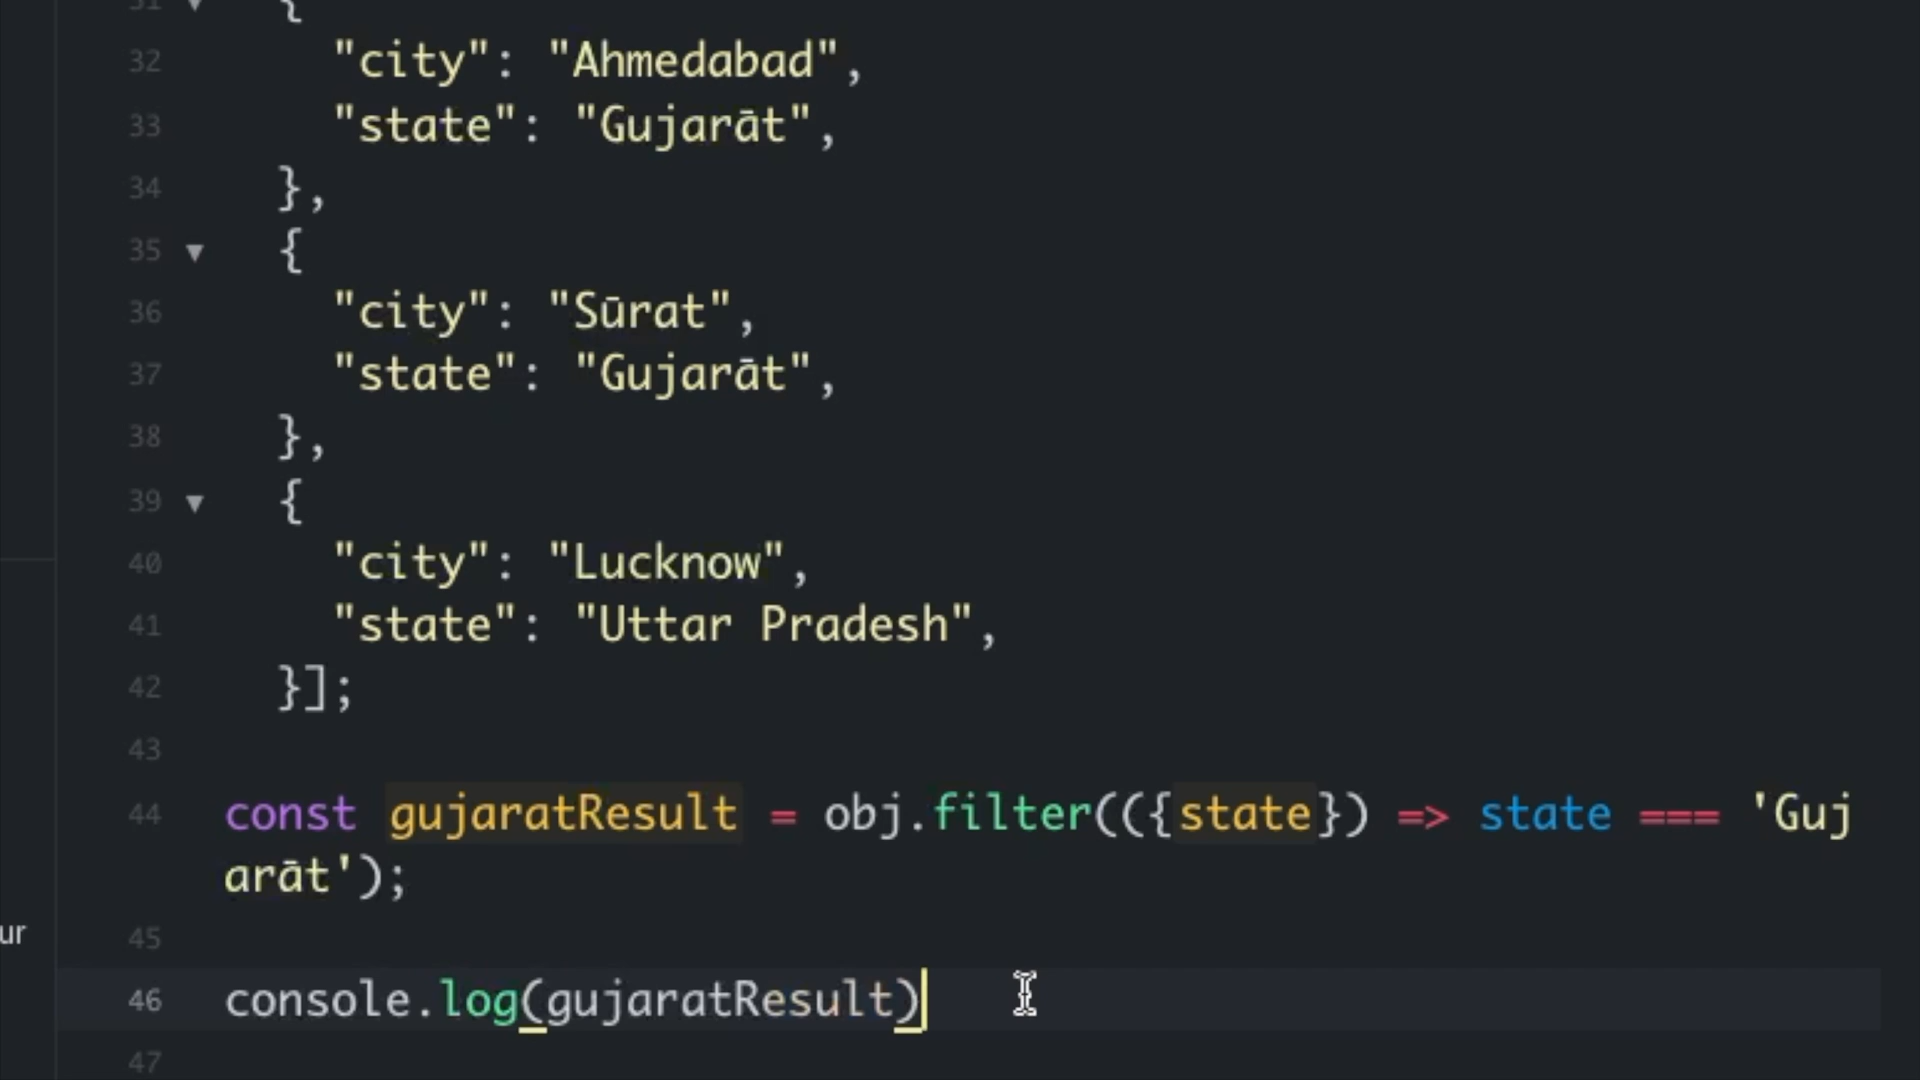 31 {
32 "city": "Ahmedabad",
33 "state": "Gujarāt",
34 },
35 {
36 "city": "Sūrat",
37 "state": "Gujarāt",
38 },
39 {
40 "city": "Lucknow",
41 "state": "Uttar Pradesh",
42 }];
43
44 const gujaratResult = obj.filter(({state}) => state === 'Guj
arāt');
ur
45
46 console.log(gujaratResult)
47